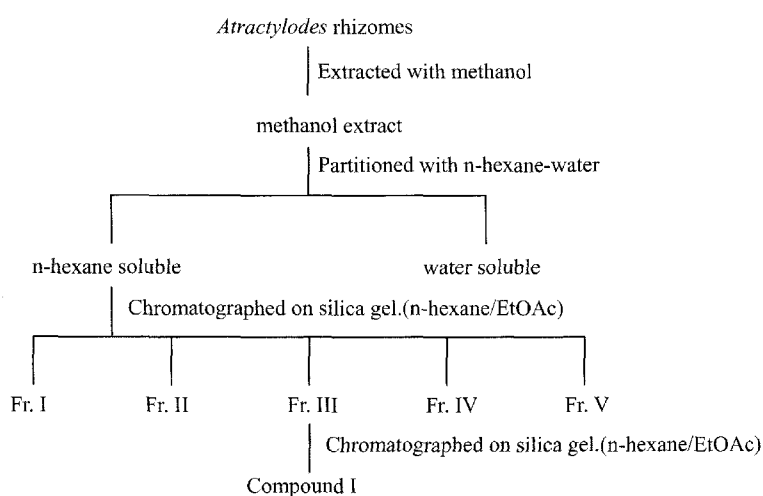 Atractylodes rhizomes
Extracted with methanol
methanol extract
Partitioned with n-hexane-water
n-hexane soluble
water soluble
Chromatographed on silica gel.(n-hexane/EtOAc)
Fr. I
Fr. II
Fr. III
Fr. IV
Fr. V
Chromatographed on silica gel.(n-hexane/EtOAc)
Compound I